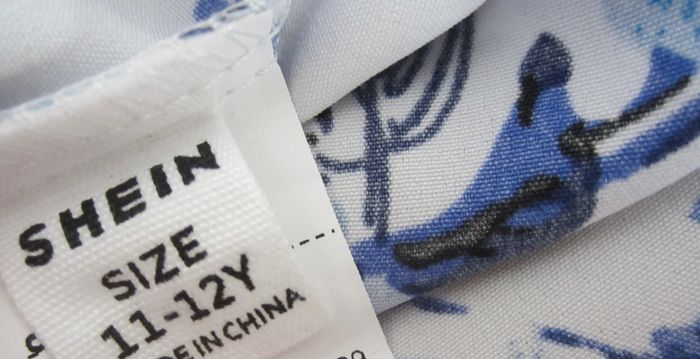 SHEIN
SIZE
11-12Y
DE IN CHINA